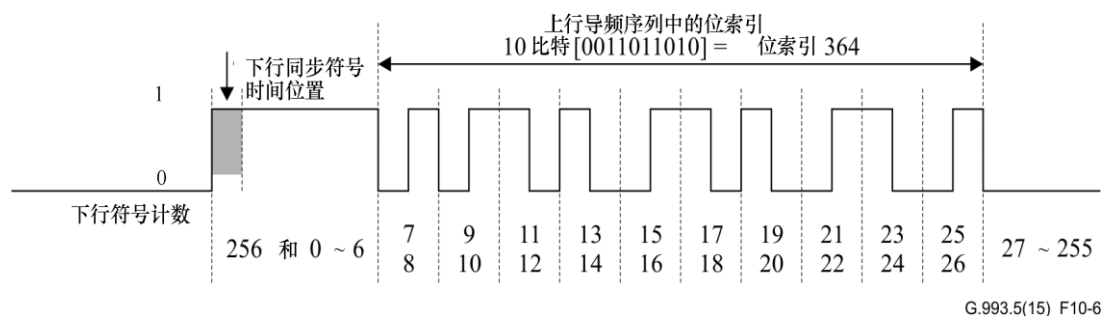 上行导频序列中的位索引
10 比特 [0011011010] = 位索引 364
下行同步符号
时间位置
1
0
下行符号计数
256 和 0 ~ 6
7 9 11 13 15 17 19 21 23 25
8 10 12 14 16 18 20 22 24 26
27 ~ 255
G.993.5(15) F10-6